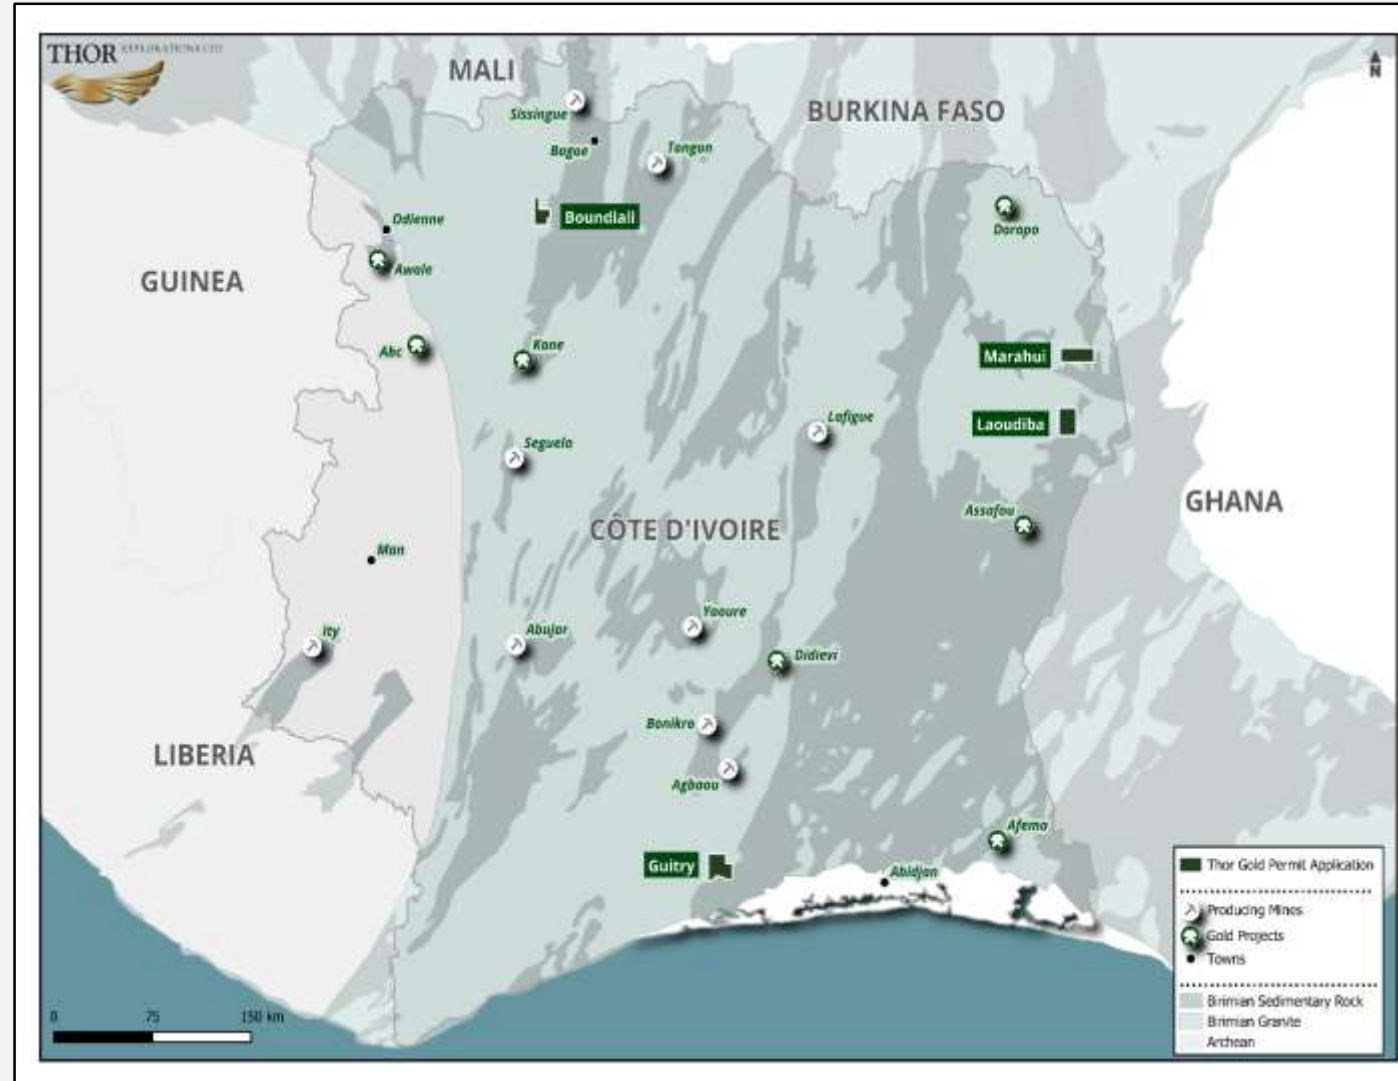 THOR EXPLORATIONS LTD
MALI
N
Sissingue
BURKINA FASO
Bagoe
Tongon
Boundiali
Odienne
Doropo
Awale
GUINEA
Abc
Kone
Marahui
Lafigue
Laoudiba
Seguela
GHANA
Assafou
CÔTE D'IVOIRE
Man
Yaoure
Ity
Abujar
Didievi
Bonikro
LIBERIA
Agbaou
Afema
Guitry
Abidjan
Thor Gold Permit Application
Producing Mines
Gold Projects
Towns
Birimian Sedimentary Rock
Birimian Granite
Archean
0 75 150 km